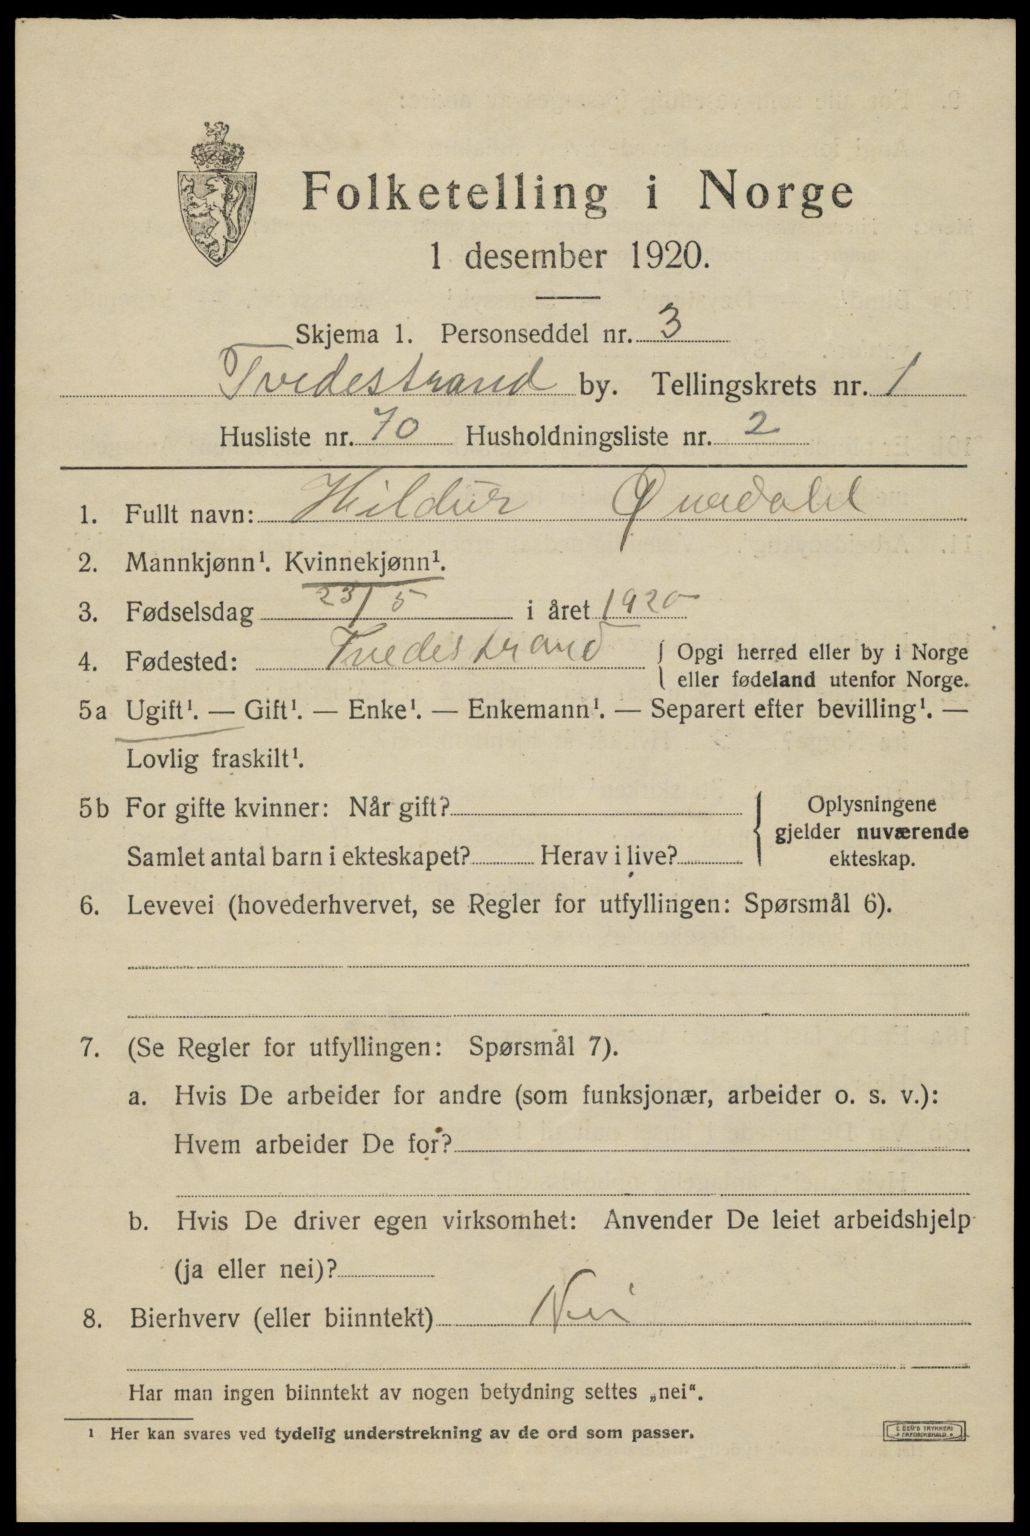 Folketelling i Norge
1 desember 1920.
Skjema 1. Personseddel nr. 3
Tvedestrand by. Tellingskrets nr. 1
Husliste nr. 70 Husholdningsliste nr. 2
1. Fullt navn: Hildur
2. Mannkjønn¹. Kvinnekjønn¹.
3. Fødselsdag 23/5 i året 1920
4. Fødested: Tvedestrand { Opgi herred eller by i Norge
eller fødeland utenfor Norge.
5a Ugift¹. — Gift¹. — Enke¹. — Enkemann¹. — Separert efter bevilling¹. —
Lovlig fraskilt¹.
5b For gifte kvinner: Når gift?
Samlet antal barn i ekteskapet? Herav i live?
Oplysningene
gjelder nuværende
ekteskap.
6. Levevei (hovederhvervet, se Regler for utfyllingen: Spørsmål 6).
7. (Se Regler for utfyllingen: Spørsmål 7).
a. Hvis De arbeider for andre (som funksjonær, arbeider o. s. v.):
Hvem arbeider De for?
b. Hvis De driver egen virksomhet: Anvender De leiet arbeidshjelp
(ja eller nei)?
8. Bierhverv (eller biinntekt) Nei
Har man ingen biinntekt av nogen betydning settes „nei“.
¹ Her kan svares ved tydelig understrekning av de ord som passer.